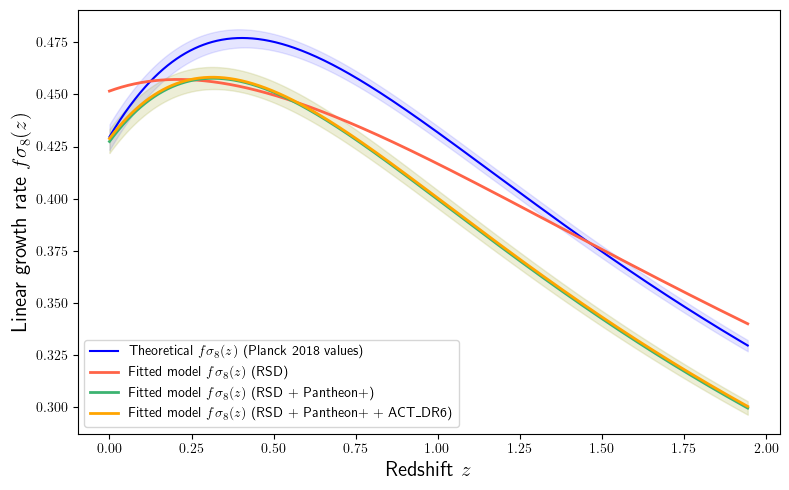 Linear growth rate fσ₈(z)
0.475
0.450
0.425
0.400
0.375
0.350
0.325
0.300
Theoretical fσ₈(z) (Planck 2018 values)
Fitted model fσ₈(z) (RSD)
Fitted model fσ₈(z) (RSD + Pantheon+)
Fitted model fσ₈(z) (RSD + Pantheon+ + ACT_DR6)
0.00 0.25 0.50 0.75 1.00 1.25 1.50 1.75 2.00
Redshift z